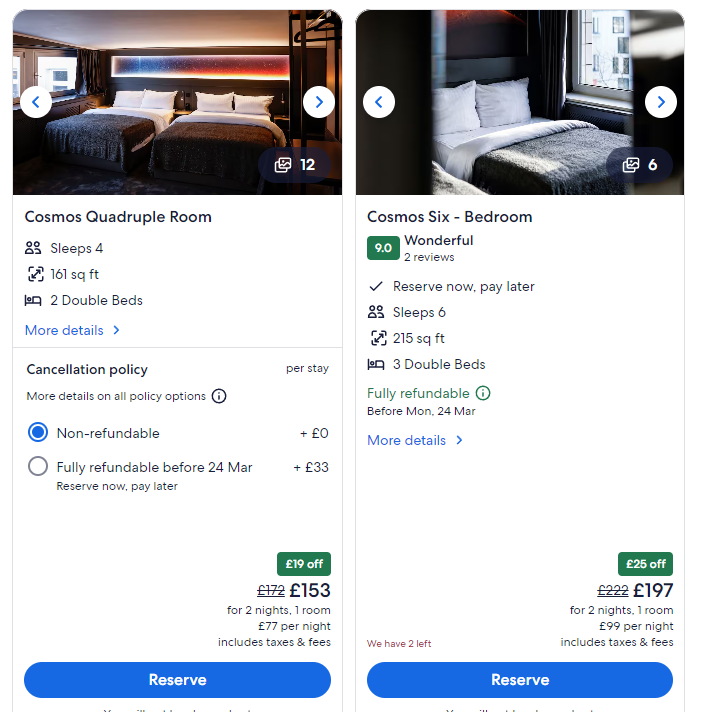 12
Cosmos Quadruple Room
Sleeps 4
161 sq ft
2 Double Beds
More details
Cancellation policy per stay
More details on all policy options
Non-refundable + £0
Fully refundable before 24 Mar + £33
Reserve now, pay later
£19 off
£172 £153
for 2 nights, 1 room
£77 per night
includes taxes & fees
Reserve
6
Cosmos Six - Bedroom
9.0 Wonderful
2 reviews
Reserve now, pay later
Sleeps 6
215 sq ft
3 Double Beds
Fully refundable
Before Mon, 24 Mar
More details
£25 off
£222 £197
for 2 nights, 1 room
£99 per night
We have 2 left includes taxes & fees
Reserve